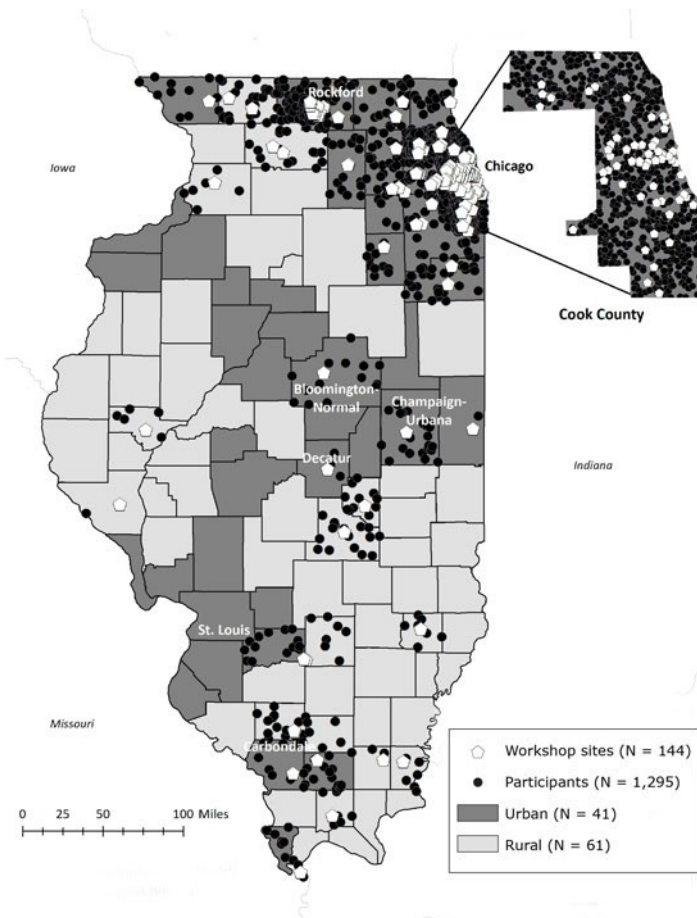 Rockford
Iowa
Chicago
Cook County
Bloomington-
Normal
Champaign-
Urbana
Decatur
Indiana
St. Louis
Missouri
Carbondale
Workshop sites (N = 144)
Participants (N = 1,295)
Urban (N = 41)
Rural (N = 61)
0 25 50 100 Miles